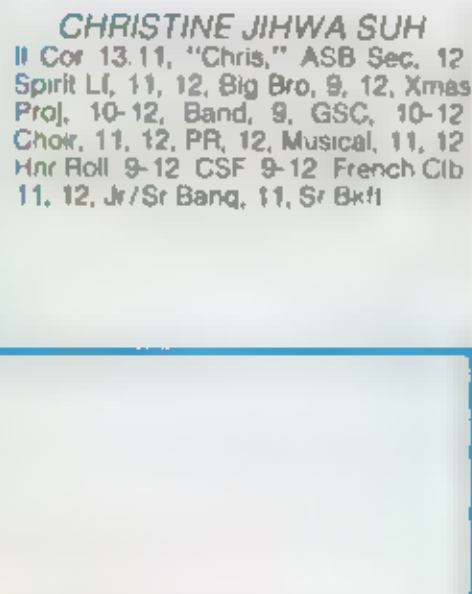 CHRISTINE JIHWA SUH
II Cor 13.11, "Chris," ASB Sec, 12
Spirit Ldr, 11, 12, Big Bro, 9, 12, Xmas
Proj, 10-12, Band, 9, GSC, 10-12
Choir, 11, 12, PR, 12, Musical, 11, 12
Hnr Roll 9-12 CSF 9-12 French Clb
11, 12, Jr/Sr Banq, 11, Sr Bkft